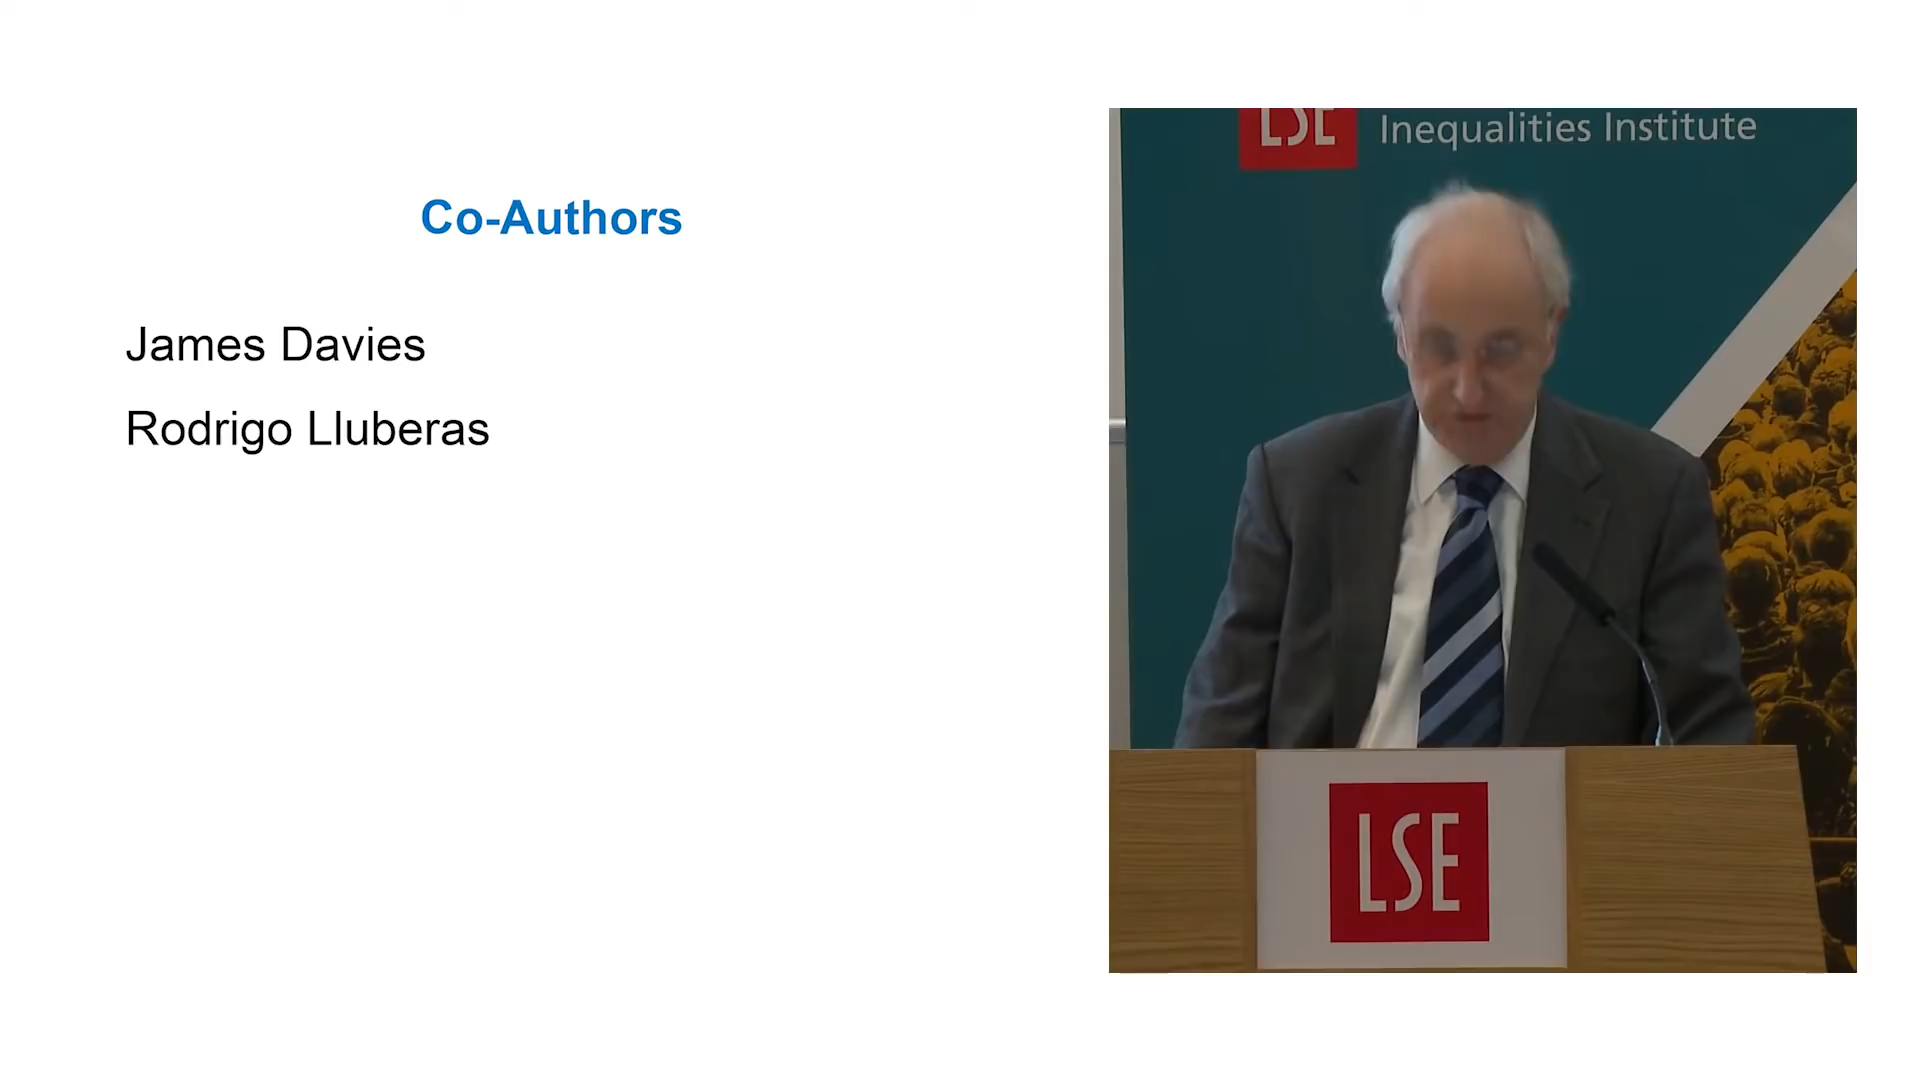 Co-Authors
James Davies
Rodrigo Lluberas
LSE
Inequalities Institute
LSE